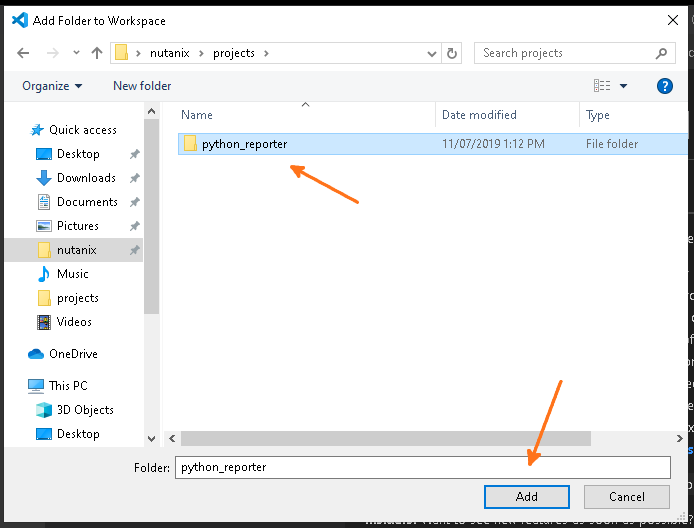 Add Folder to Workspace
nutanix projects
Search projects
Organize New folder
Name Date modified Type
python_reporter 11/07/2019 1:12 PM File folder
Quick access
Desktop
Downloads
Documents
Pictures
nutanix
Music
projects
Videos
OneDrive
This PC
3D Objects
Desktop
Folder: python_reporter
Add Cancel